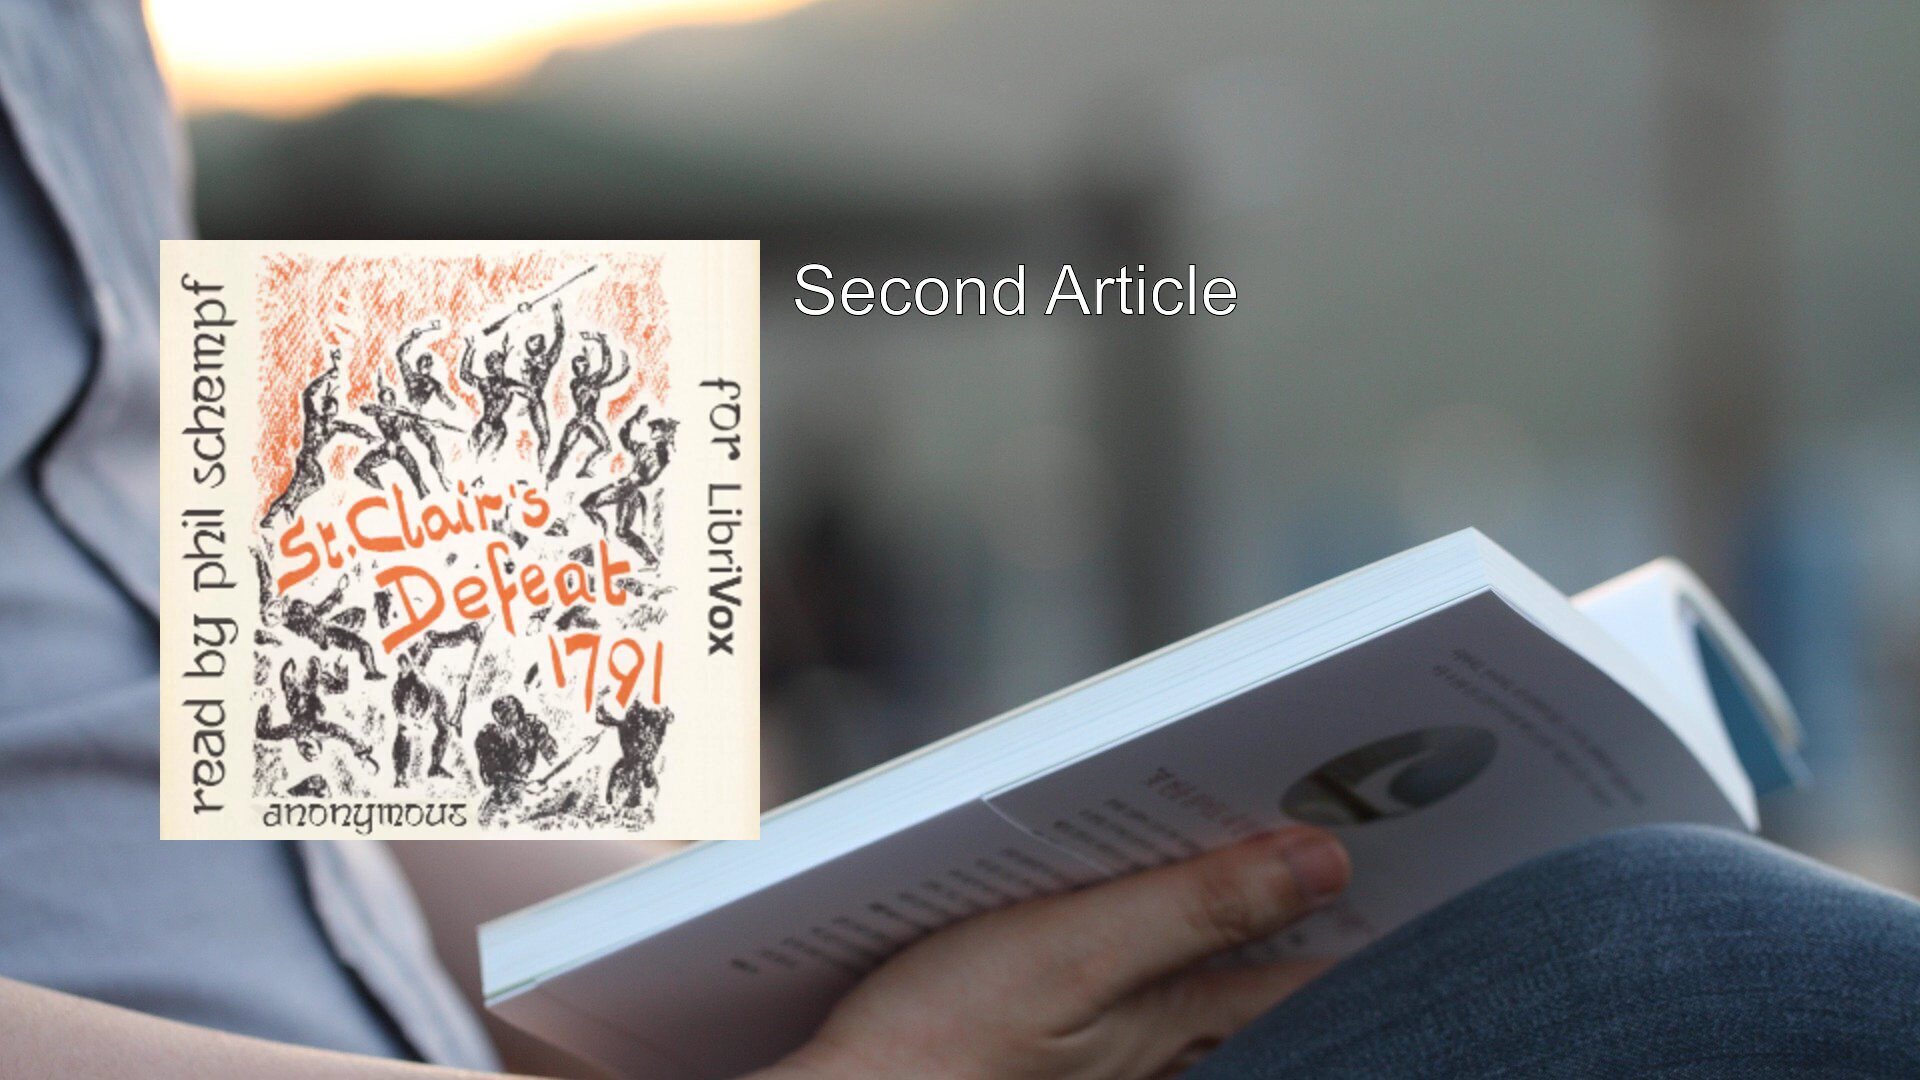 Second Article
read by phil schempf
for LibriVox
St. Clair's
Defeat
1791
anonymous